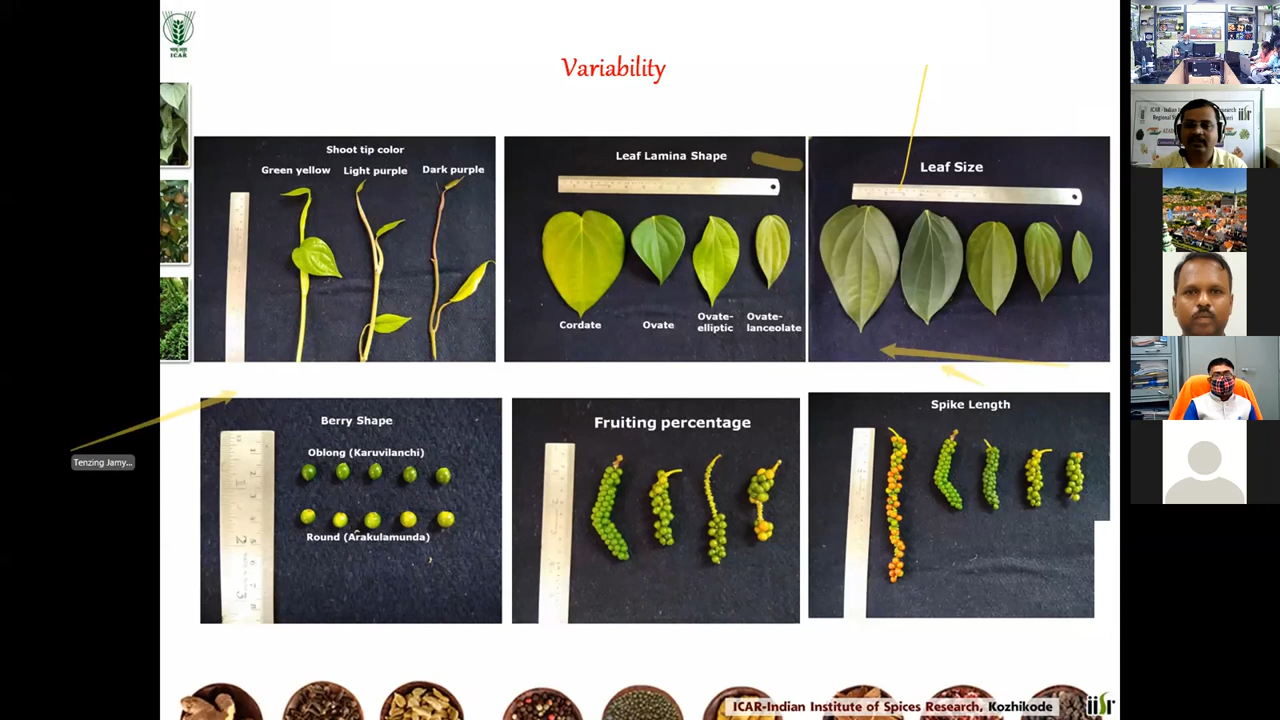 ICAR
Variability
Shoot tip color
Green yellow Light purple Dark purple
Leaf Lamina Shape
Cordate Ovate Ovate-
elliptic Ovate-
lanceolate
Leaf Size
Berry Shape
Oblong (Karuvilanchi)
Round (Arakulamunda)
Fruiting percentage
Spike Length
Tenzing Jamy...
ICAR-Indian Institute of Spices Research, Kozhikode
iisr